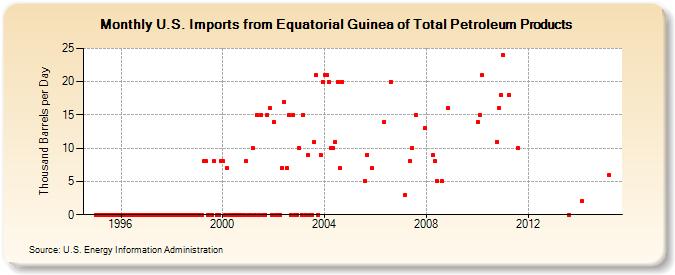 Monthly U.S. Imports from Equatorial Guinea of Total Petroleum Products
Thousand Barrels per Day
25
20
15
10
5
0
1996 2000 2004 2008 2012
Source: U.S. Energy Information Administration